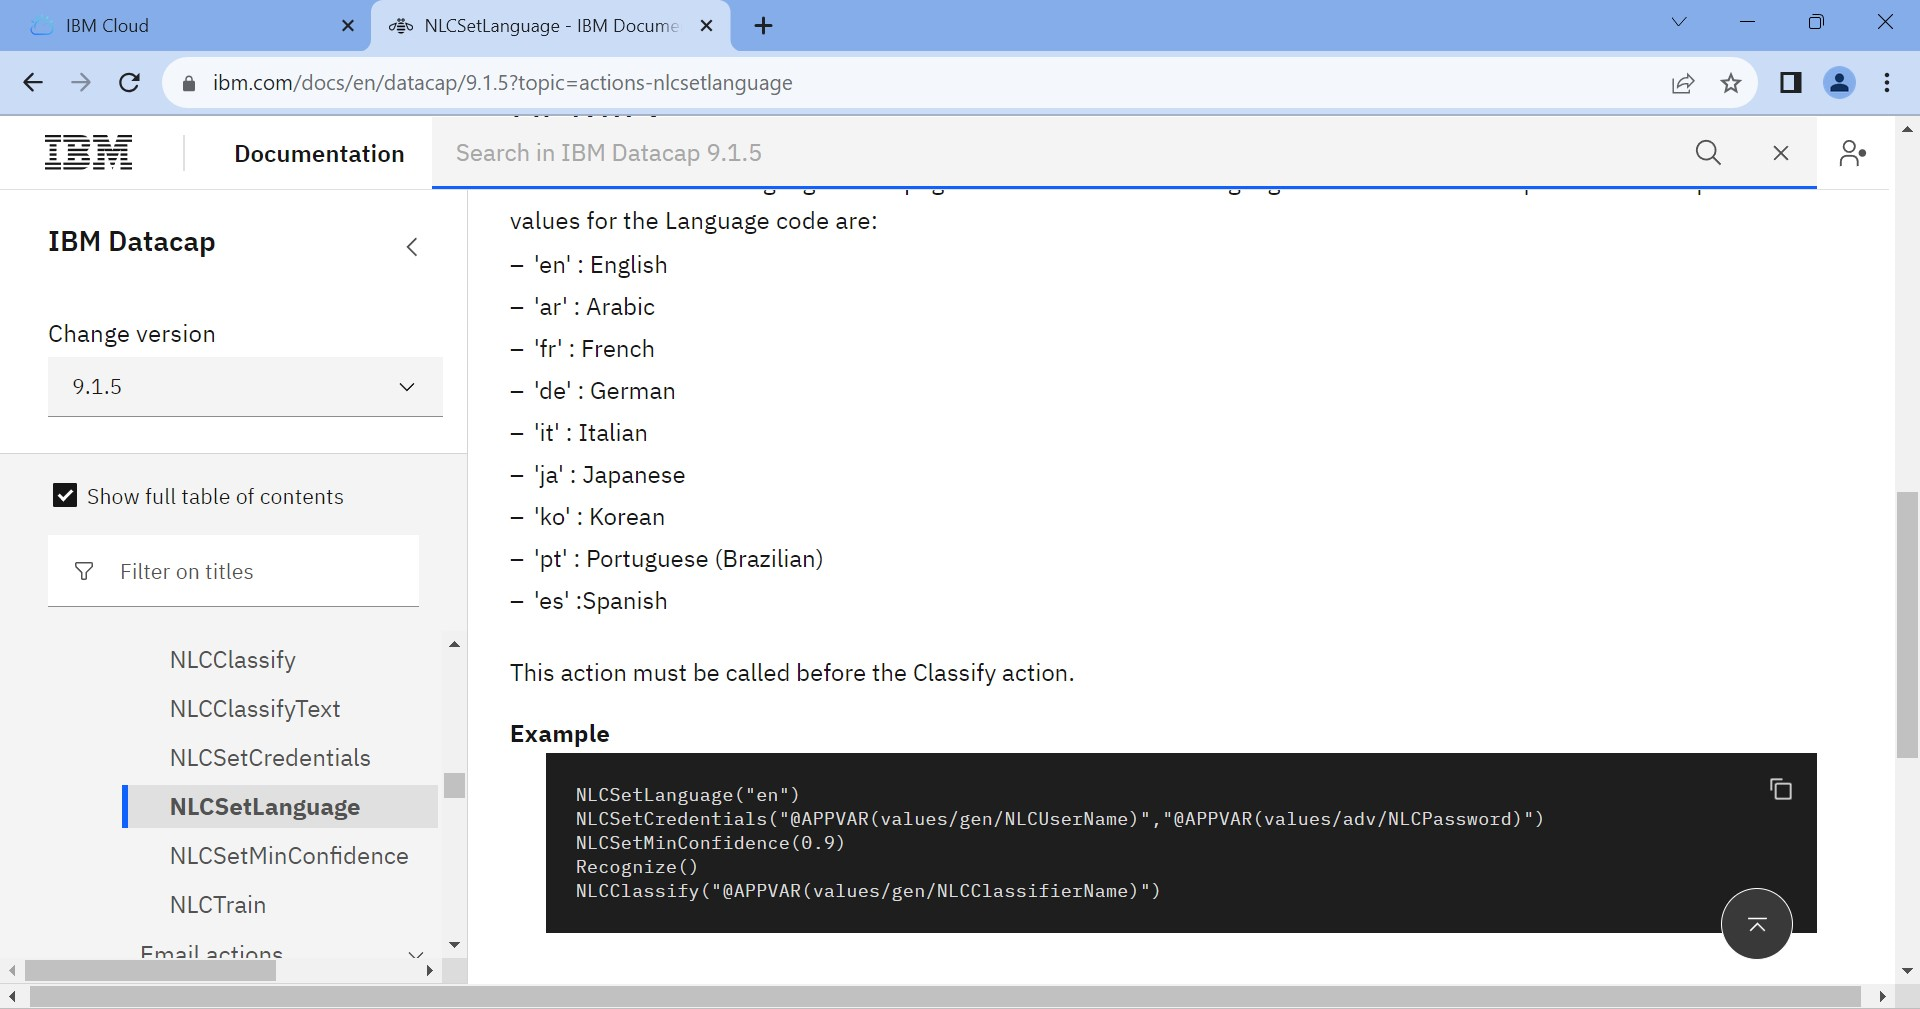 IBM Cloud
NLCSetLanguage - IBM Docume
ibm.com/docs/en/datacap/9.1.5?topic=actions-nlcsetlanguage
IBM
Documentation
Search in IBM Datacap 9.1.5
IBM Datacap
Change version
9.1.5
Show full table of contents
Filter on titles
NLCClassify
NLCClassifyText
NLCSetCredentials
NLCSetLanguage
NLCSetMinConfidence
NLCTrain
Email actions
values for the Language code are:
– 'en' : English
– 'ar' : Arabic
– 'fr' : French
– 'de' : German
– 'it' : Italian
– 'ja' : Japanese
– 'ko' : Korean
– 'pt' : Portuguese (Brazilian)
– 'es' :Spanish
This action must be called before the Classify action.
Example
NLCSetLanguage("en")
NLCSetCredentials("@APPVAR(values/gen/NLCUserName)","@APPVAR(values/adv/NLCPassword)")
NLCSetMinConfidence(0.9)
Recognize()
NLCClassify("@APPVAR(values/gen/NLCClassifierName)")